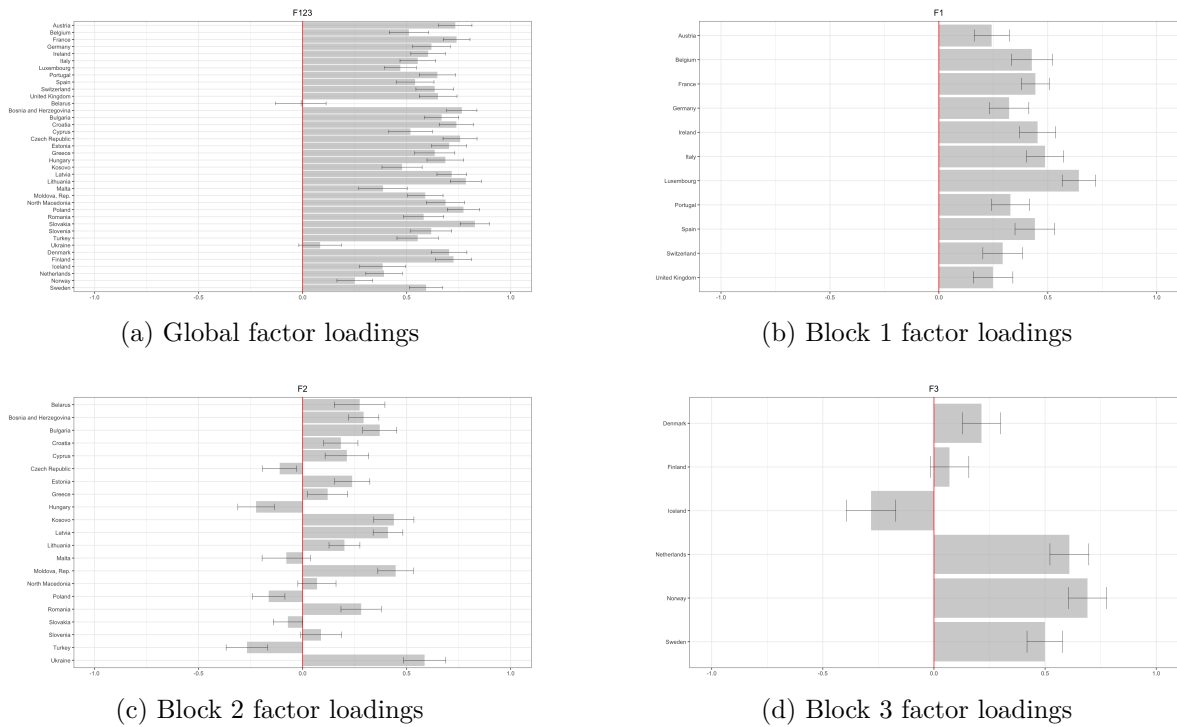 F123
Austria
Belgium
France
Germany
Ireland
Italy
Luxembourg
Portugal
Spain
Switzerland
United Kingdom
Belarus
Bosnia and Herzegovina
Bulgaria
Croatia
Cyprus
Czech Republic
Estonia
Greece
Hungary
Kosovo
Latvia
Lithuania
Malta
Moldova, Rep.
North Macedonia
Poland
Romania
Slovakia
Slovenia
Turkey
Ukraine
Denmark
Finland
Iceland
Netherlands
Norway
Sweden
-1.0 -0.5 0.0 0.5 1.0
(a) Global factor loadings
F1
Austria
Belgium
France
Germany
Ireland
Italy
Luxembourg
Portugal
Spain
Switzerland
United Kingdom
-1.0 -0.5 0.0 0.5 1.0
(b) Block 1 factor loadings
F2
Belarus
Bosnia and Herzegovina
Bulgaria
Croatia
Cyprus
Czech Republic
Estonia
Greece
Hungary
Kosovo
Latvia
Lithuania
Malta
Moldova, Rep.
North Macedonia
Poland
Romania
Slovakia
Slovenia
Turkey
Ukraine
-1.0 -0.5 0.0 0.5 1.0
(c) Block 2 factor loadings
F3
Denmark
Finland
Iceland
Netherlands
Norway
Sweden
-1.0 -0.5 0.0 0.5 1.0
(d) Block 3 factor loadings